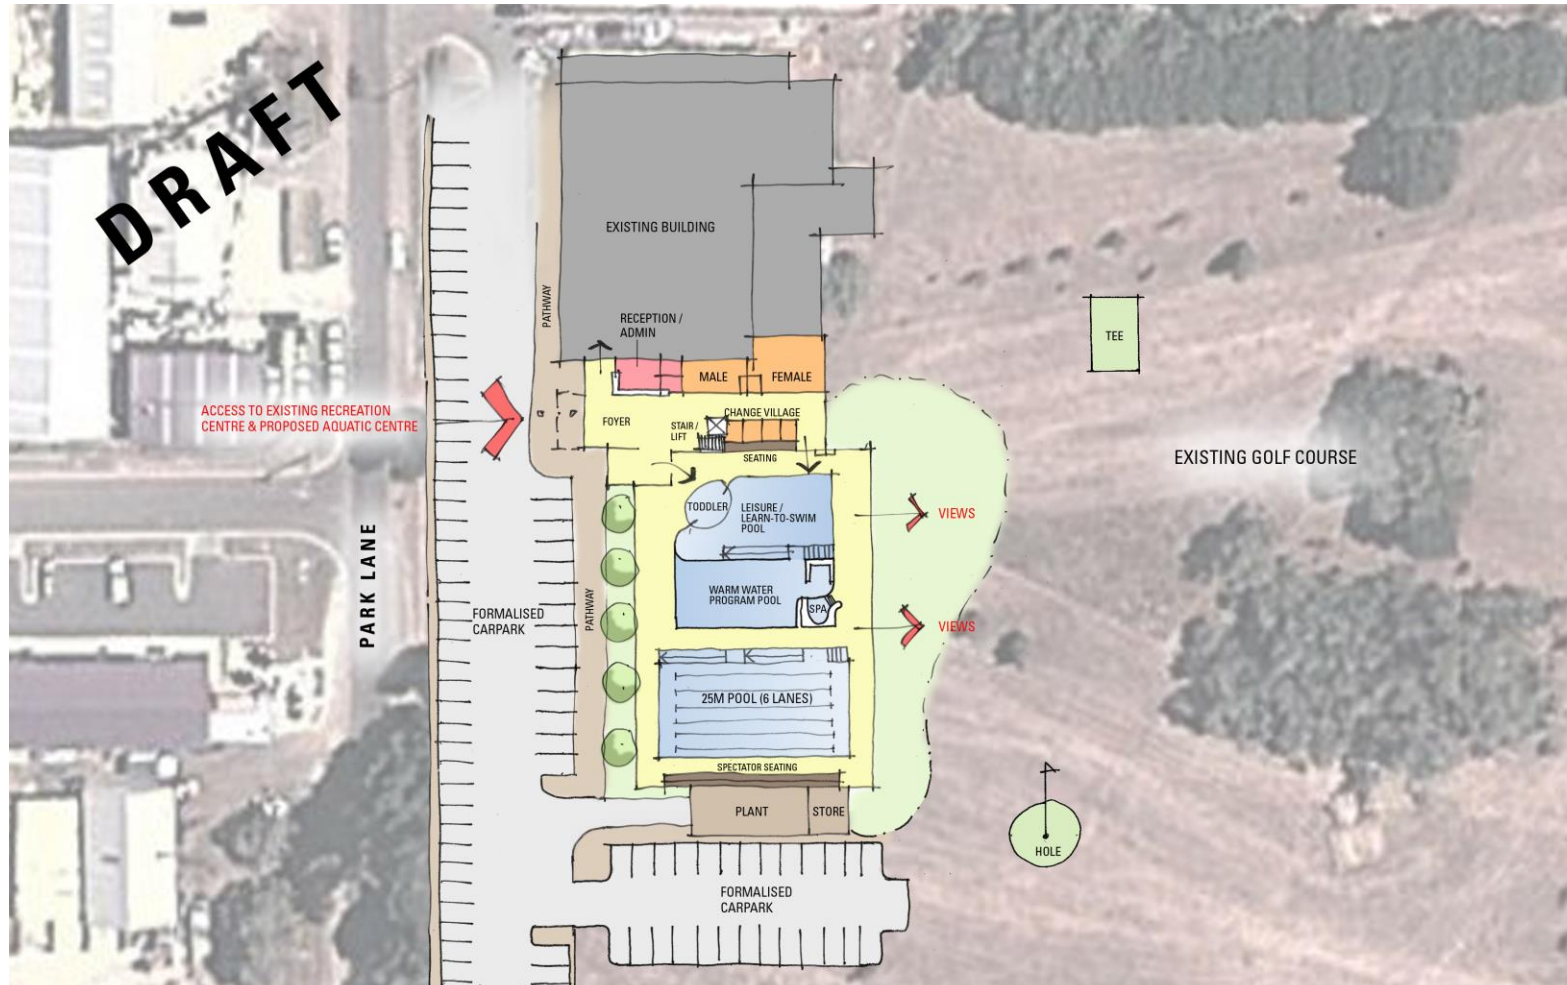 DRAFT
EXISTING BUILDING
PATHWAY
RECEPTION /
ADMIN
TEE
MALE
FEMALE
ACCESS TO EXISTING RECREATION
CENTRE & PROPOSED AQUATIC CENTRE
FOYER
CHANGE VILLAGE
STAIR /
LIFT
SEATING
EXISTING GOLF COURSE
TODDLER
LEISURE /
LEARN-TO-SWIM
POOL
VIEWS
PARK LANE
WARM WATER
PROGRAM POOL
SPA
FORMALISED
CARPARK
PATHWAY
VIEWS
25M POOL (6 LANES)
SPECTATOR SEATING
PLANT
STORE
HOLE
FORMALISED
CARPARK